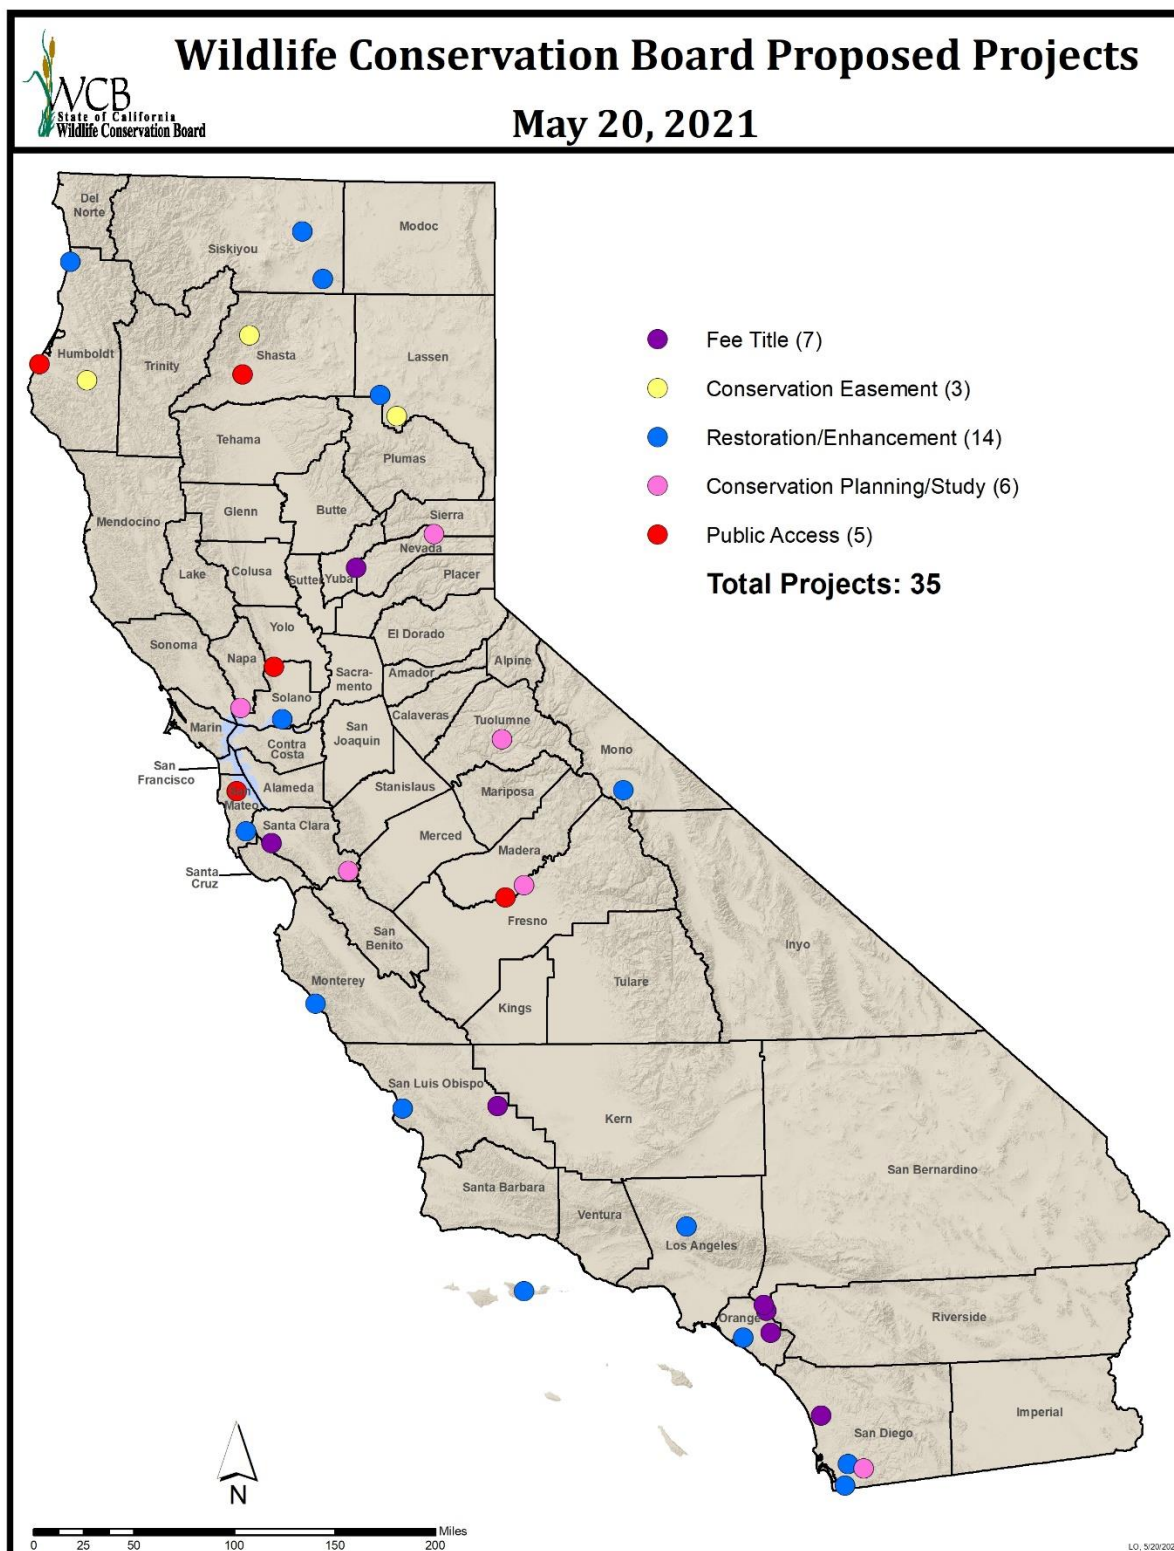 Wildlife Conservation Board Proposed Projects
May 20, 2021
WCB
State of California
Wildlife Conservation Board
Fee Title (7)
Conservation Easement (3)
Restoration/Enhancement (14)
Conservation Planning/Study (6)
Public Access (5)
Total Projects: 35
Del
Norte
Siskiyou
Modoc
Humboldt
Trinity
Shasta
Lassen
Tehama
Plumas
Mendocino
Glenn
Butte
Sierra
Nevada
Lake
Colusa
Sutter
Yuba
Placer
Sonoma
Napa
Yolo
El Dorado
Alpine
Solano
Sacra-
mento
Amador
Marin
Calaveras
Tuolumne
Contra
Costa
San
Joaquin
Mono
San
Francisco
Mateo
Alameda
Stanislaus
Mariposa
Santa Clara
Merced
Madera
Santa
Cruz
San
Benito
Fresno
Inyo
Monterey
Kings
Tulare
San Luis Obispo
Kern
San Bernardino
Santa Barbara
Ventura
Los Angeles
Orange
Riverside
San Diego
Imperial
N
Miles
0 25 50 100 150 200